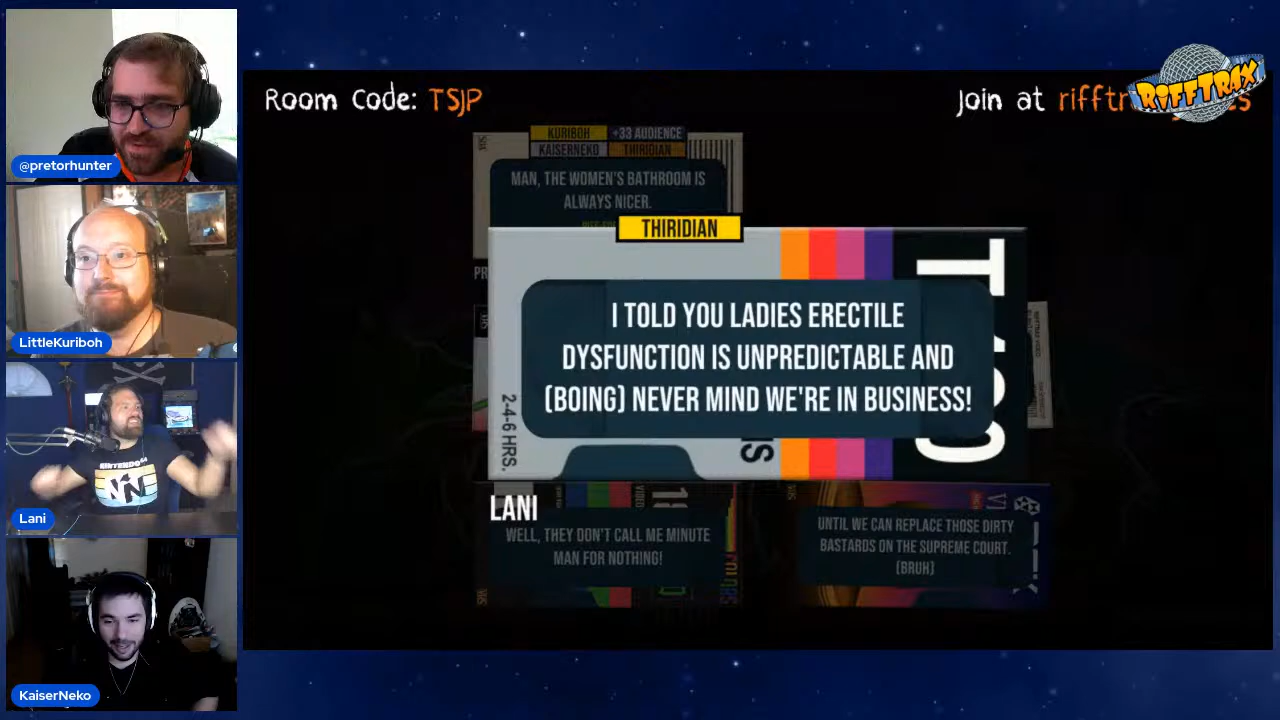 Room Code: TSJP
Join at rifftr
RIFFTRAX
@pretorhunter
LittleKuriboh
Lani
KaiserNeko
KURIBOH
+33 AUDIENCE
KAISERNEKO
THIRIDIAN
MAN, THE WOMEN'S BATHROOM IS
ALWAYS NICER.
THIRIDIAN
I TOLD YOU LADIES ERECTILE
DYSFUNCTION IS UNPREDICTABLE AND
(BOING) NEVER MIND WE'RE IN BUSINESS!
2-4-6 HRS.
LANI
WELL, THEY DON'T CALL ME MINUTE
MAN FOR NOTHING!
UNTIL WE CAN REPLACE THOSE DIRTY
BASTARDS ON THE SUPREME COURT.
(BRUH)